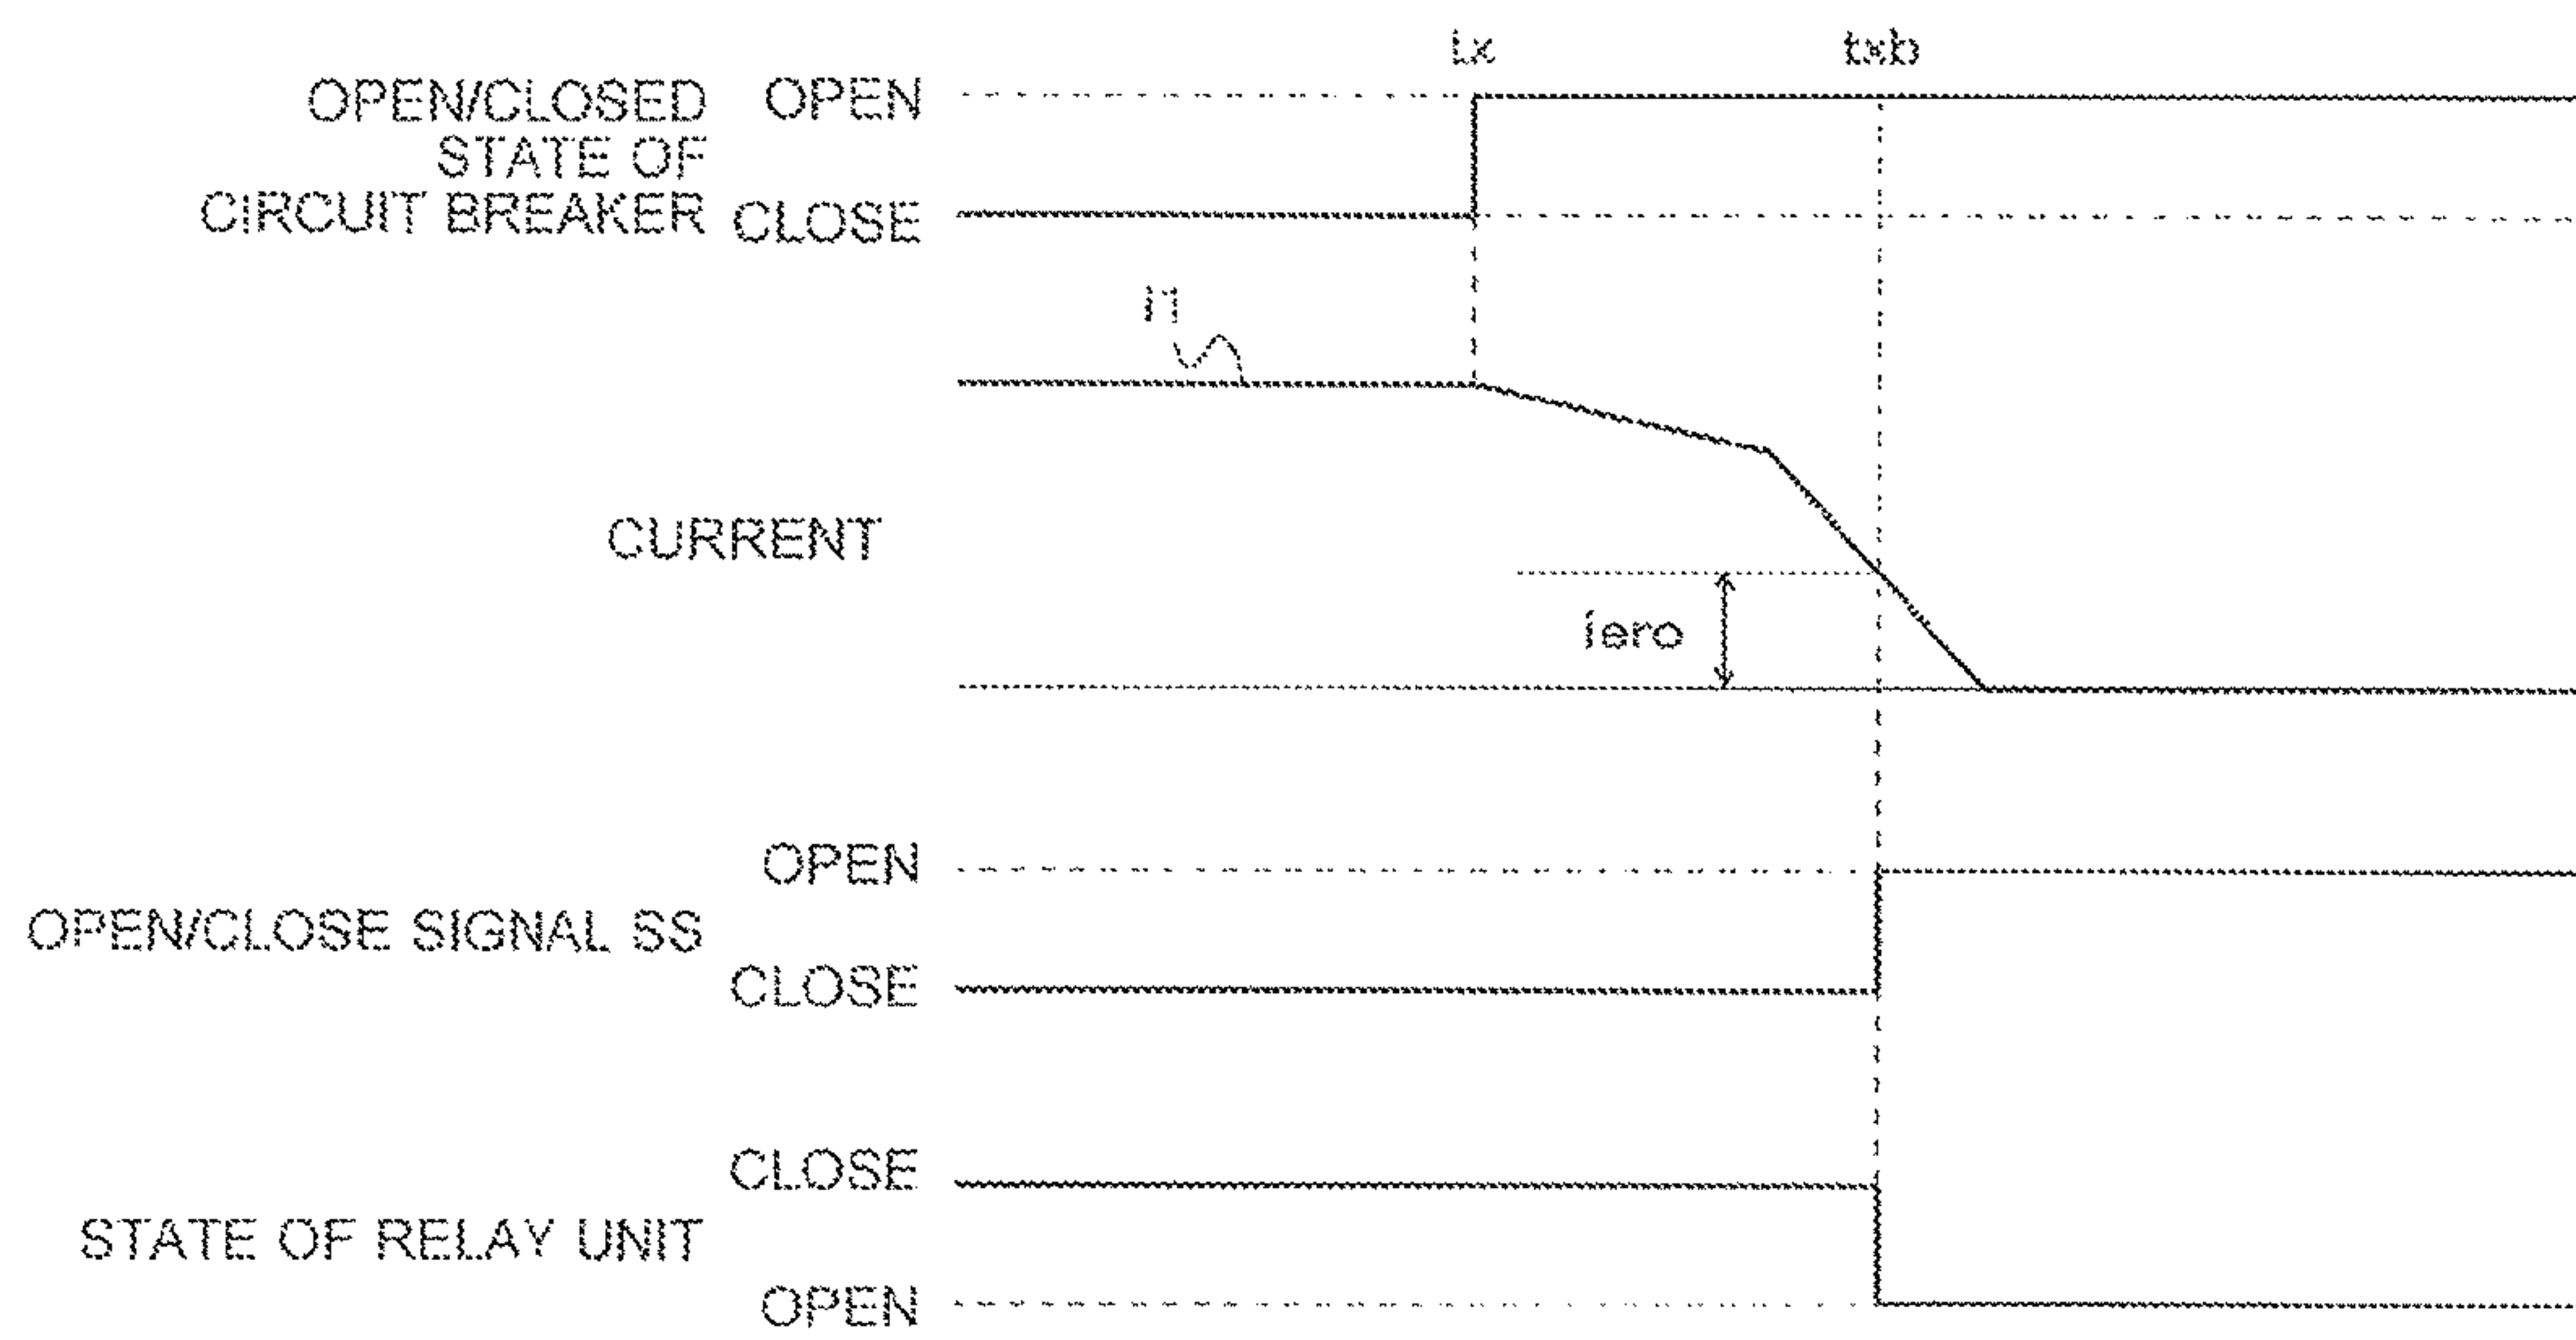 tx txb
OPEN/CLOSED OPEN
STATE OF
CIRCUIT BREAKER CLOSE
i1
CURRENT
iero
OPEN
OPEN/CLOSE SIGNAL SS
CLOSE
CLOSE
STATE OF RELAY UNIT
OPEN